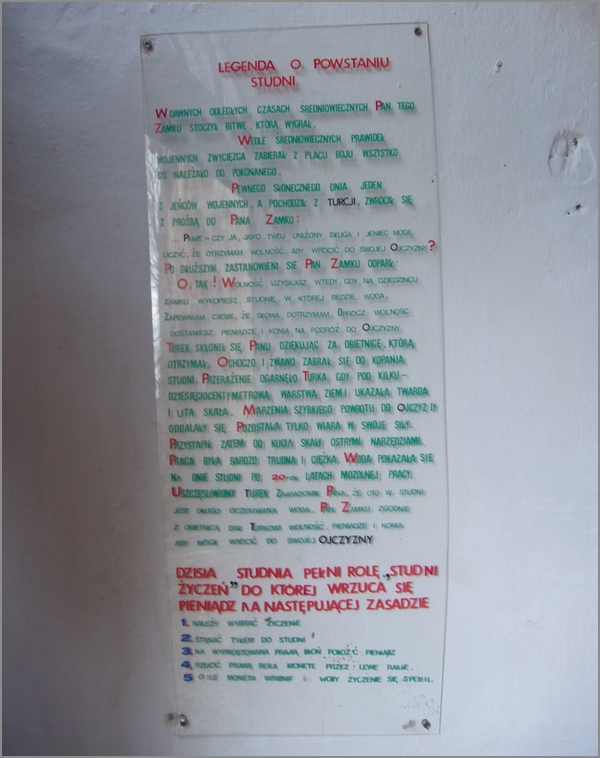 LEGENDA O POWSTANIU
STUDNI
W DAWNYCH ODLEGŁYCH CZASACH ŚREDNIOWIECZNYCH PAN TEGO
ZAMKU STOCZYŁ BITWĘ, KTÓRĄ WYGRAŁ.
WEDLE ŚREDNIOWIECZNYCH PRAWIDEŁ
WOJENNYCH ZWYCIĘZCA ZABIERAŁ Z PLACU BOJU WSZYSTKO
CO NALEŻAŁO DO POKONANEGO.
PEWNEGO SŁONECZNEGO DNIA JEDEN
Z JEŃCÓW WOJENNYCH, A POCHODZĄ Z TURCJI, ZWRÓCIŁ SIĘ
Z PROŚBĄ DO PANA ZAMKU:
... PANIE - CZY JA, JAKO TWÓJ UNIŻONY SŁUGA I JENIEC MOGĘ
LICZYĆ, ŻE OTRZYMAM WOLNOŚĆ, ABY WRÓCIĆ DO SWOJEJ OJCZYZNY?
PO DŁUŻSZYM ZASTANOWIENI SIĘ PAN ZAMKU ODPARŁ:
O, TAK! WOLNOŚĆ UZYSKASZ WTEDY, GDY NA DZIEDZIŃCU
ZAMKU WYKOPIESZ STUDNIĘ, W KTÓREJ BĘDZIE WODA.
ZAPEWNIAM CIEBIE, ŻE SŁOWA DOTRZYMAM. OPRÓCZ WOLNOŚCI
DOSTANIESZ PIENIĄDZE I KONIA NA PODRÓŻ DO OJCZYZNY.
TUREK SKŁONIŁ SIĘ PANU DZIĘKUJĄC ZA OBIETNICĘ, KTÓRĄ
OTRZYMAŁ. OCHOCZO I ŻWAWO ZABRAŁ SIĘ DO KOPANIA
STUDNI. PRZERAŻENIE OGARNĘŁO TURKA GDY POD KILKU-
DZIESIĘCIOCENTYMETROWĄ WARSTWĄ ZIEMI UKAZAŁA TWARDA
I LITA SKAŁA. MARZENIA SZYBKIEGO POWROTU DO OJCZYZNY
ODDALAŁY SIĘ. POZOSTAŁA TYLKO WIARA W SWOJE SIŁY.
PRZYSTĄPIŁ ZATEM DO KUCIA SKAŁY OSTRYMI NARZĘDZIAMI.
PRACA BYŁA BARDZO TRUDNA I CIĘŻKA. WODA POKAZAŁA SIĘ
NA DNIE STUDNI PO 20-TU LATACH MOZOLNEJ PRACY.
USZCZĘŚLIWIONY TUREK ZAWIADOMIŁ PANA, ŻE OTO W STUDNI
JEST DŁUGO OCZEKIWANA WODA. PAN ZAMKU ZGODNIE
Z OBIETNICĄ DAŁ TURKOWI WOLNOŚĆ, PIENIĄDZE I KONIA
ABY MÓGŁ WRÓCIĆ DO SWOJEJ OJCZYZNY
DZISIA STUDNIA PEŁNI ROLĘ „STUDNI
ŻYCZEŃ" DO KTÓREJ WRZUCA SIĘ
PIENIĄDZ NA NASTĘPUJĄCEJ ZASADZIE
1. NALEŻY WYBRAĆ ŻYCZENIE
2. STANĄĆ TYŁEM DO STUDNI
3. NA WYPROSTOWANĄ PRAWĄ DŁOŃ POŁOŻYĆ PIENIĄDZ
4. RZUCIĆ PRAWĄ RĘKĄ MONETĘ PRZEZ LEWE RAMIĘ.
5 O ILE MONETA WPADNIE WODY ŻYCZENIE SIĘ SPEŁNI.